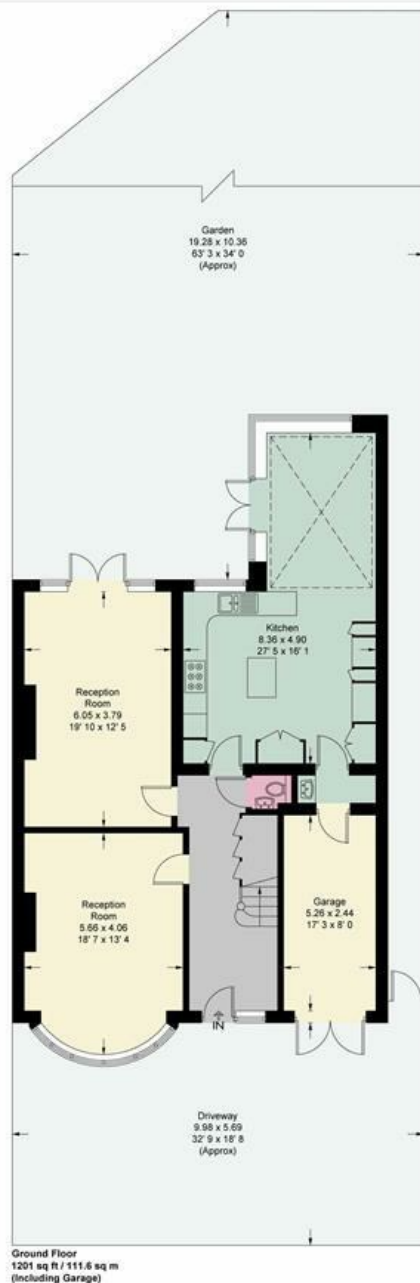 Garden
19.28 x 10.36
63' 3 x 34' 0
(Approx)
Kitchen
8.36 x 4.90
27' 5 x 16' 1
Reception
Room
6.05 x 3.79
19' 10 x 12' 5
Reception
Room
5.66 x 4.06
18' 7 x 13' 4
Garage
5.26 x 2.44
17' 3 x 8' 0
IN
Driveway
9.98 x 5.69
32' 9 x 18' 8
(Approx)
Ground Floor
1201 sq ft / 111.6 sq m
(Including Garage)